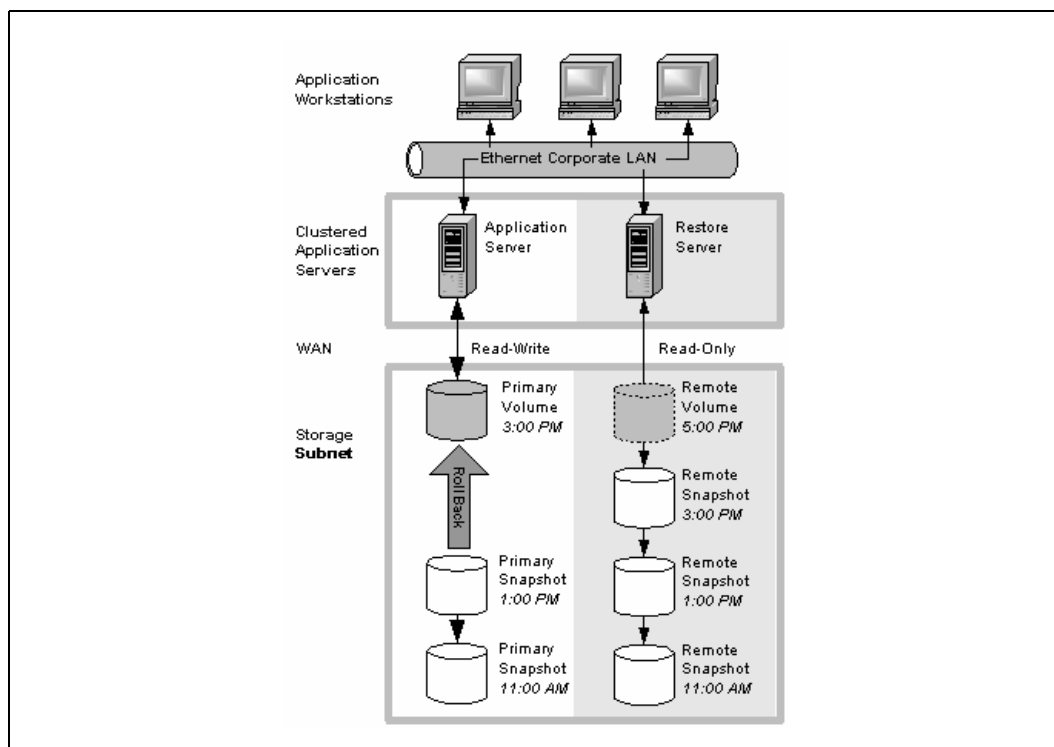 Application
Workstations
Ethernet Corporate LAN
Clustered
Application
Servers
Application
Server
Restore
Server
WAN
Read-Write
Read-Only
Storage
Subnet
Primary
Volume
3:00 PM
Remote
Volume
5:00 PM
Roll Back
Remote
Snapshot
3:00 PM
Primary
Snapshot
1:00 PM
Remote
Snapshot
1:00 PM
Primary
Snapshot
11:00 AM
Remote
Snapshot
11:00 AM